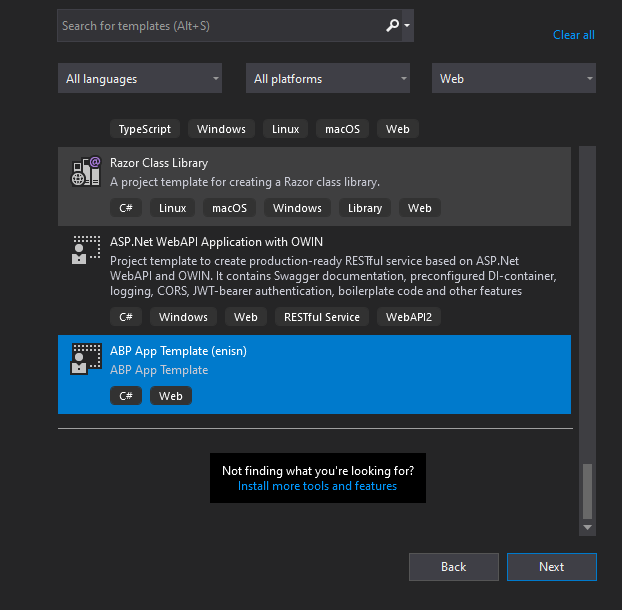 Search for templates (Alt+S)
Clear all
All languages
All platforms
Web
TypeScript
Windows
Linux
macOS
Web
Razor Class Library
A project template for creating a Razor class library.
C#
Linux
macOS
Windows
Library
Web
ASP.Net WebAPI Application with OWIN
Project template to create production-ready RESTful service based on ASP.Net
WebAPI and OWIN. It contains Swagger documentation, preconfigured DI-container,
logging, CORS, JWT-bearer authentication, boilerplate code and other features
C#
Windows
Web
RESTful Service
WebAPI2
ABP App Template (enisn)
ABP App Template
C#
Web
Not finding what you're looking for?
Install more tools and features
Back
Next